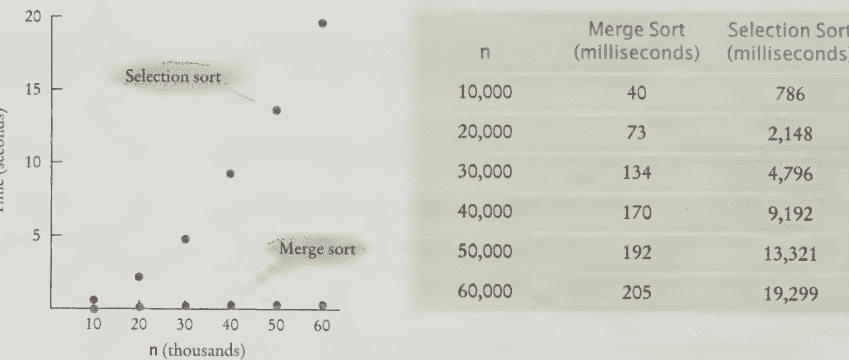 20
15
10
5
Time (seconds)
Selection sort
Merge sort
10 20 30 40 50 60
n (thousands)
n Merge Sort (milliseconds) Selection Sort (milliseconds)
10,000 40 786
20,000 73 2,148
30,000 134 4,796
40,000 170 9,192
50,000 192 13,321
60,000 205 19,299